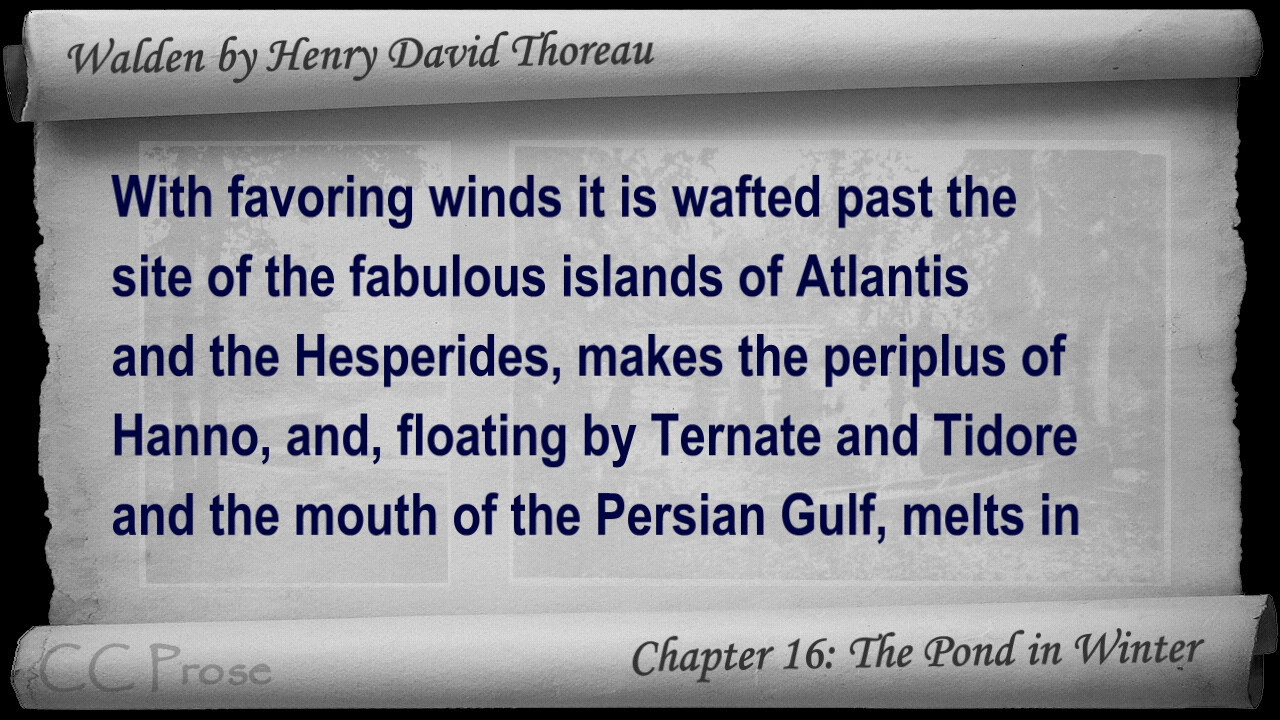 Walden by Henry David Thoreau
With favoring winds it is wafted past the
site of the fabulous islands of Atlantis
and the Hesperides, makes the periplus of
Hanno, and, floating by Ternate and Tidore
and the mouth of the Persian Gulf, melts in
CC Prose
Chapter 16: The Pond in Winter